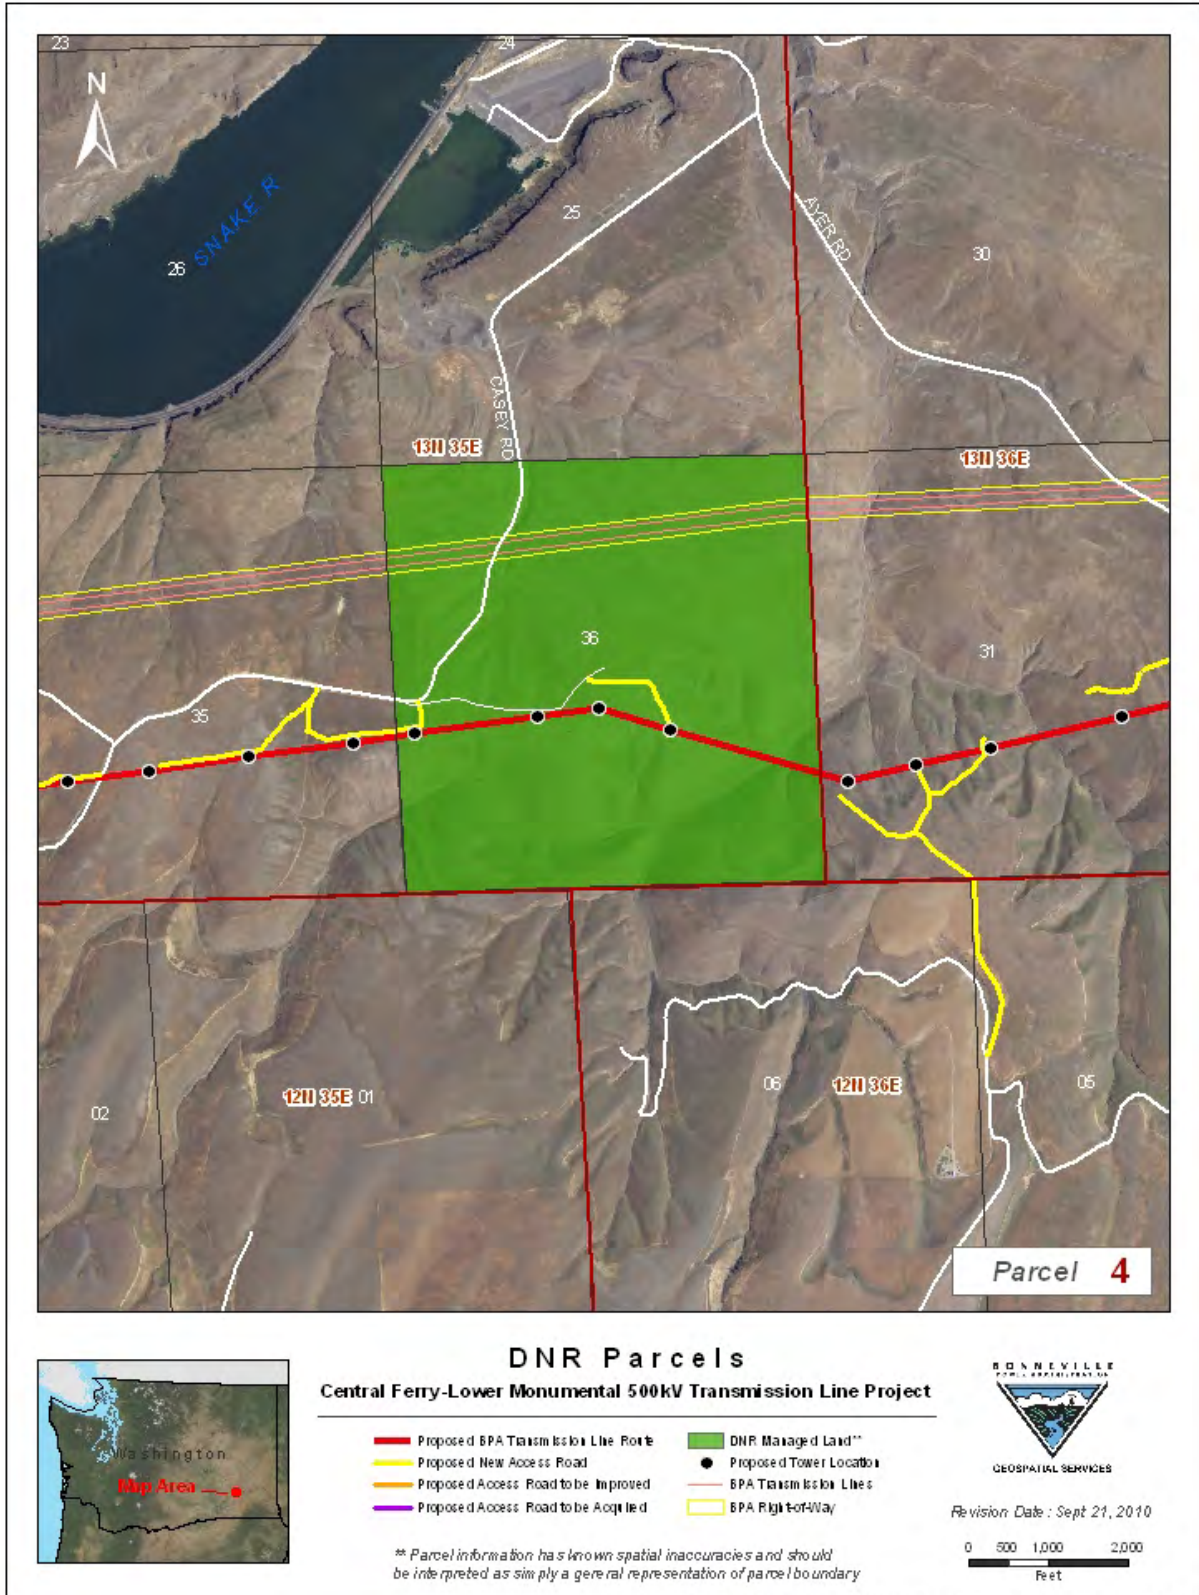 23
24
N
SNAKE R
26
25
AYER RD
30
CASEY RD
13N 35E
13N 36E
36
31
35
02
12N 35E 01
06
12N 36E
05
Parcel 4
DNR Parcels
Central Ferry-Lower Monumental 500kV Transmission Line Project
Proposed BPA Transmission Line Route
Proposed New Access Road
Proposed Access Road to be Improved
Proposed Access Road to be Acquired
DNR Managed Land**
Proposed Tower Location
BPA Transmission Lines
BPA Right-of-Way
** Parcel information has known spatial inaccuracies and should
be interpreted as simply a general representation of parcel boundary
Washington
Map Area
BONNEVILLE
POWER ADMINISTRATION
GEOSPATIAL SERVICES
Revision Date: Sept 21, 2010
0 500 1,000 2,000
Feet